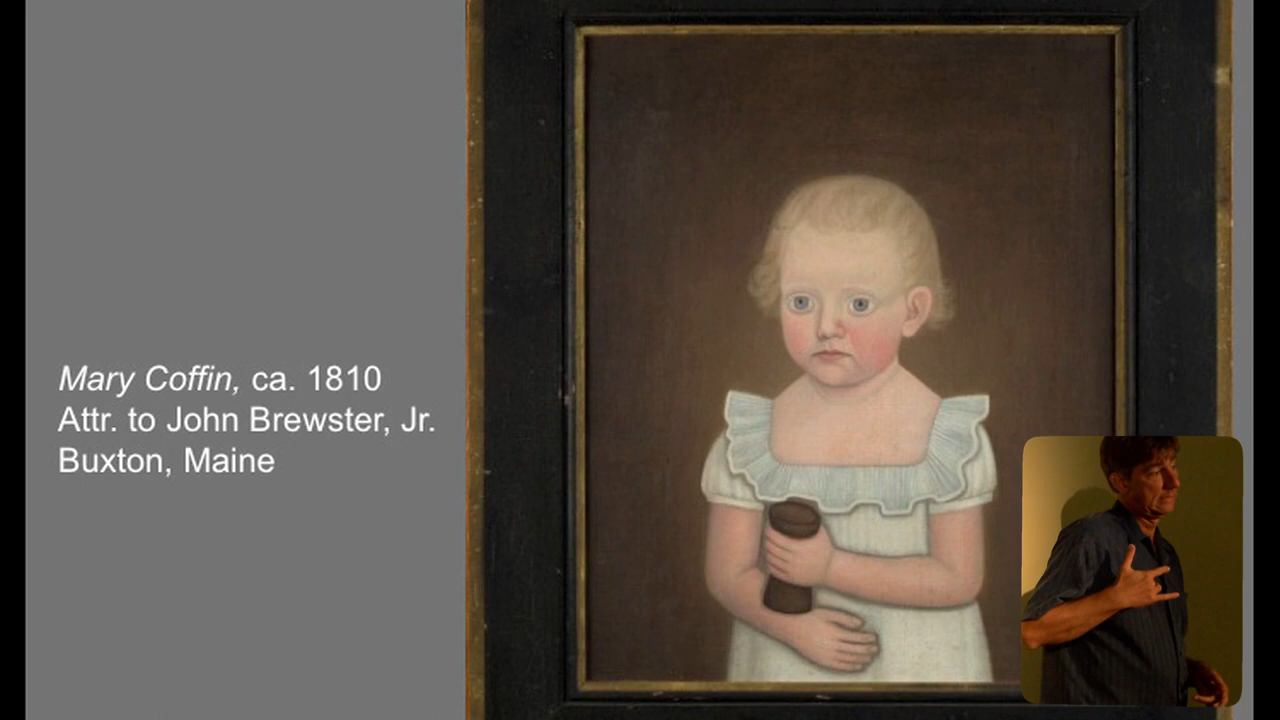 Mary Coffin, ca. 1810
Attr. to John Brewster, Jr.
Buxton, Maine